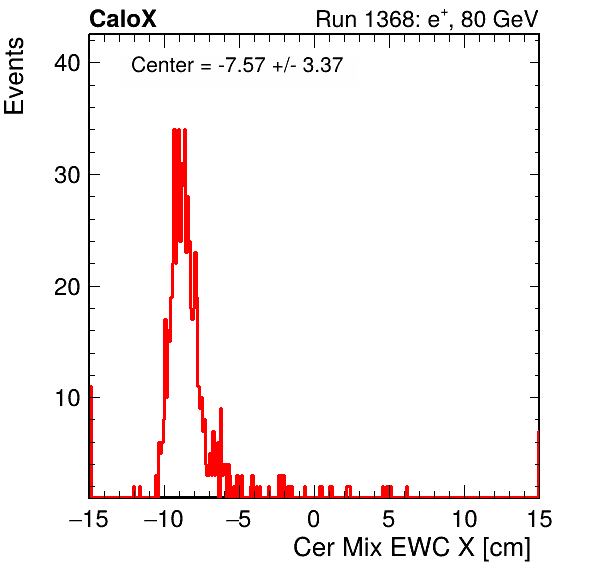 CaloX
Run 1368: e+, 80 GeV
Events
Center = -7.57 +/- 3.37
40
30
20
10
−15 −10 −5 0 5 10 15
Cer Mix EWC X [cm]